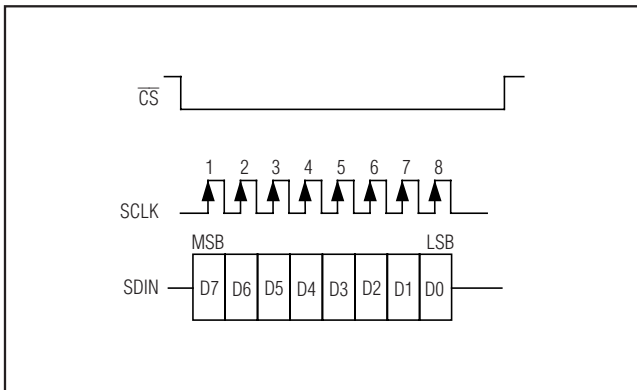 C̅S̅
1 2 3 4 5 6 7 8
SCLK
MSB LSB
SDIN D7 D6 D5 D4 D3 D2 D1 D0